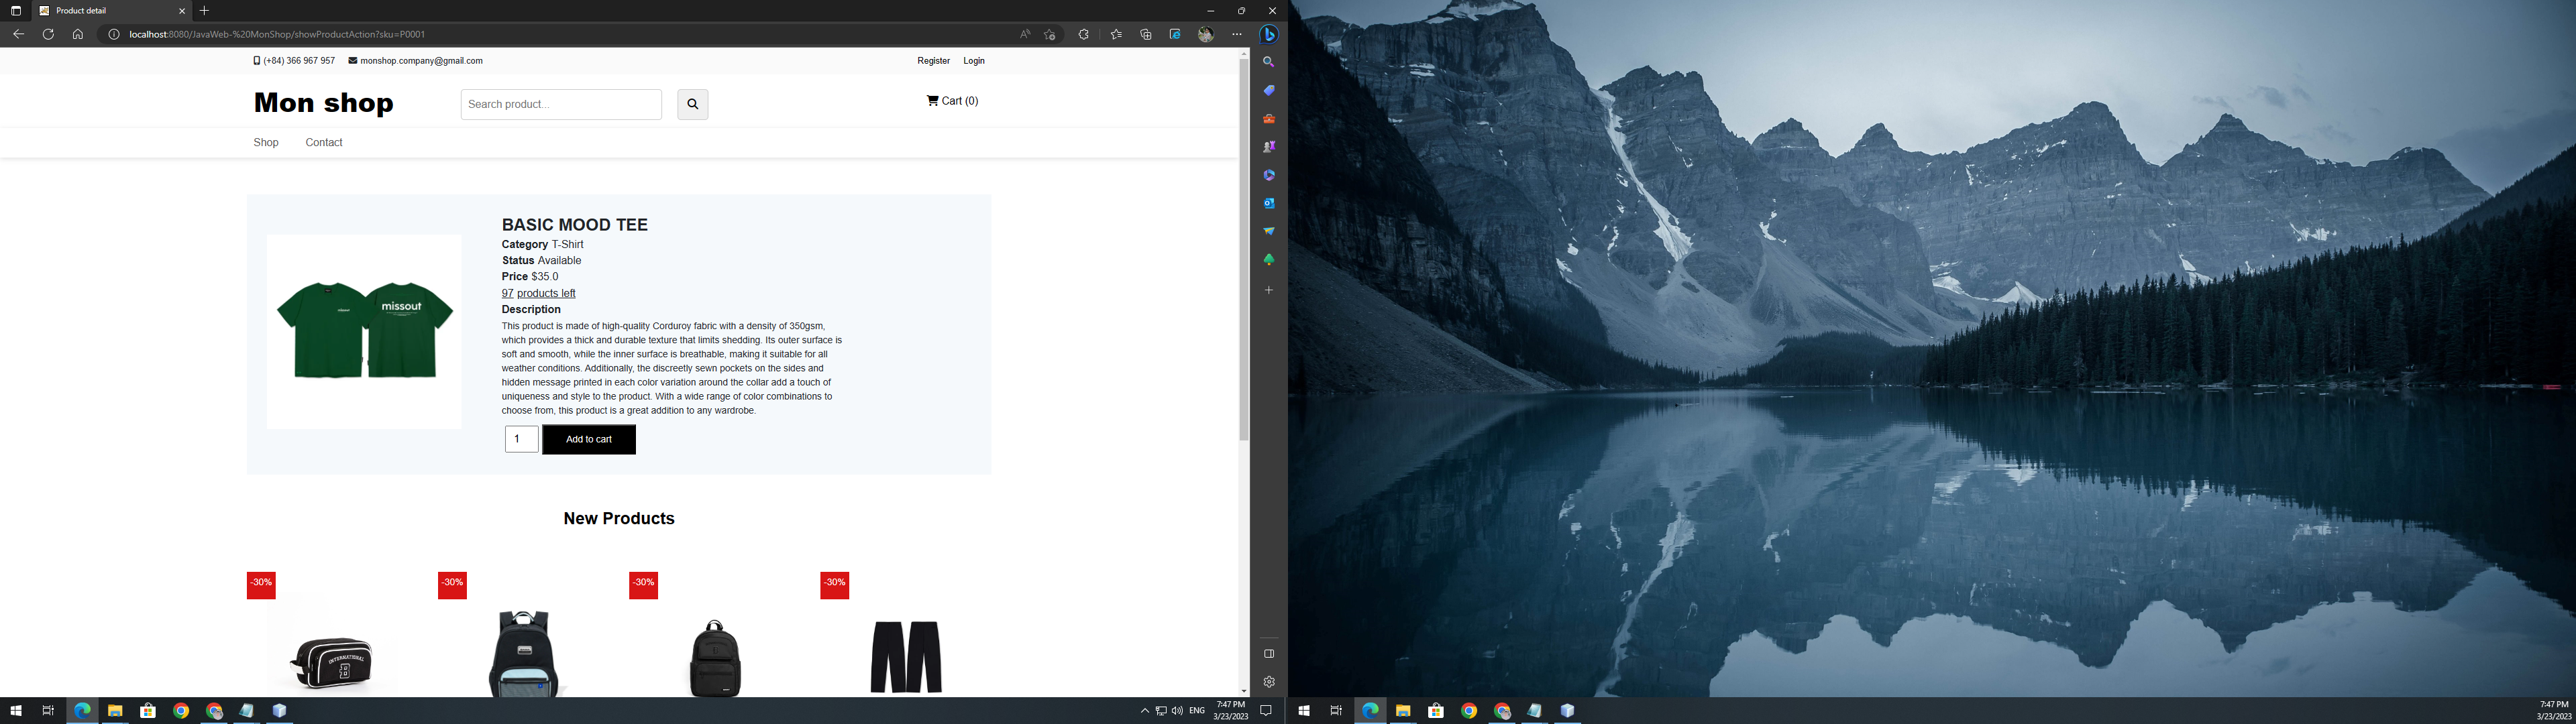 Product detail
localhost:8080/JavaWeb-%20MonShop/showProductAction?sku=P0001
(+84) 366 967 957 monshop.company@gmail.com Register Login
Mon shop Search product... Cart (0)
Shop Contact
BASIC MOOD TEE
Category T-Shirt
Status Available
Price $35.0
97 products left
Description
This product is made of high-quality Corduroy fabric with a density of 350gsm,
which provides a thick and durable texture that limits shedding. Its outer surface is
soft and smooth, while the inner surface is breathable, making it suitable for all
weather conditions. Additionally, the discreetly sewn pockets on the sides and
hidden message printed in each color variation around the collar add a touch of
uniqueness and style to the product. With a wide range of color combinations to
choose from, this product is a great addition to any wardrobe.
1 Add to cart
missout
New Products
-30% -30% -30% -30%
INTERNATIONAL
B
ENG 7:47 PM
3/23/2023
7:47 PM
3/23/2023